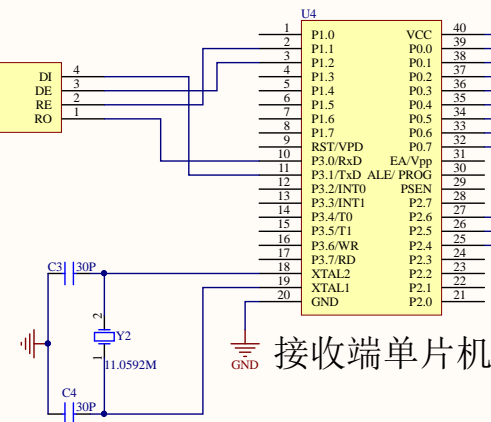 U4
1 P1.0 VCC 40
2 P1.1 P0.0 39
3 P1.2 P0.1 38
4 P1.3 P0.2 37
5 P1.4 P0.3 36
6 P1.5 P0.4 35
7 P1.6 P0.5 34
8 P1.7 P0.6 33
9 RST/VPD P0.7 32
10 P3.0/RxD EA/Vpp 31
11 P3.1/TxD ALE/ PROG 30
12 P3.2/INT0 PSEN 29
13 P3.3/INT1 P2.7 28
14 P3.4/T0 P2.6 27
15 P3.5/T1 P2.5 26
16 P3.6/WR P2.4 25
17 P3.7/RD P2.3 24
18 XTAL2 P2.2 23
19 XTAL1 P2.1 22
20 GND P2.0 21
DI 4
DE 3
RE 2
RO 1
C3 30P
2
Y2
1
11.0592M
C4
30P
GND
接收端单片机